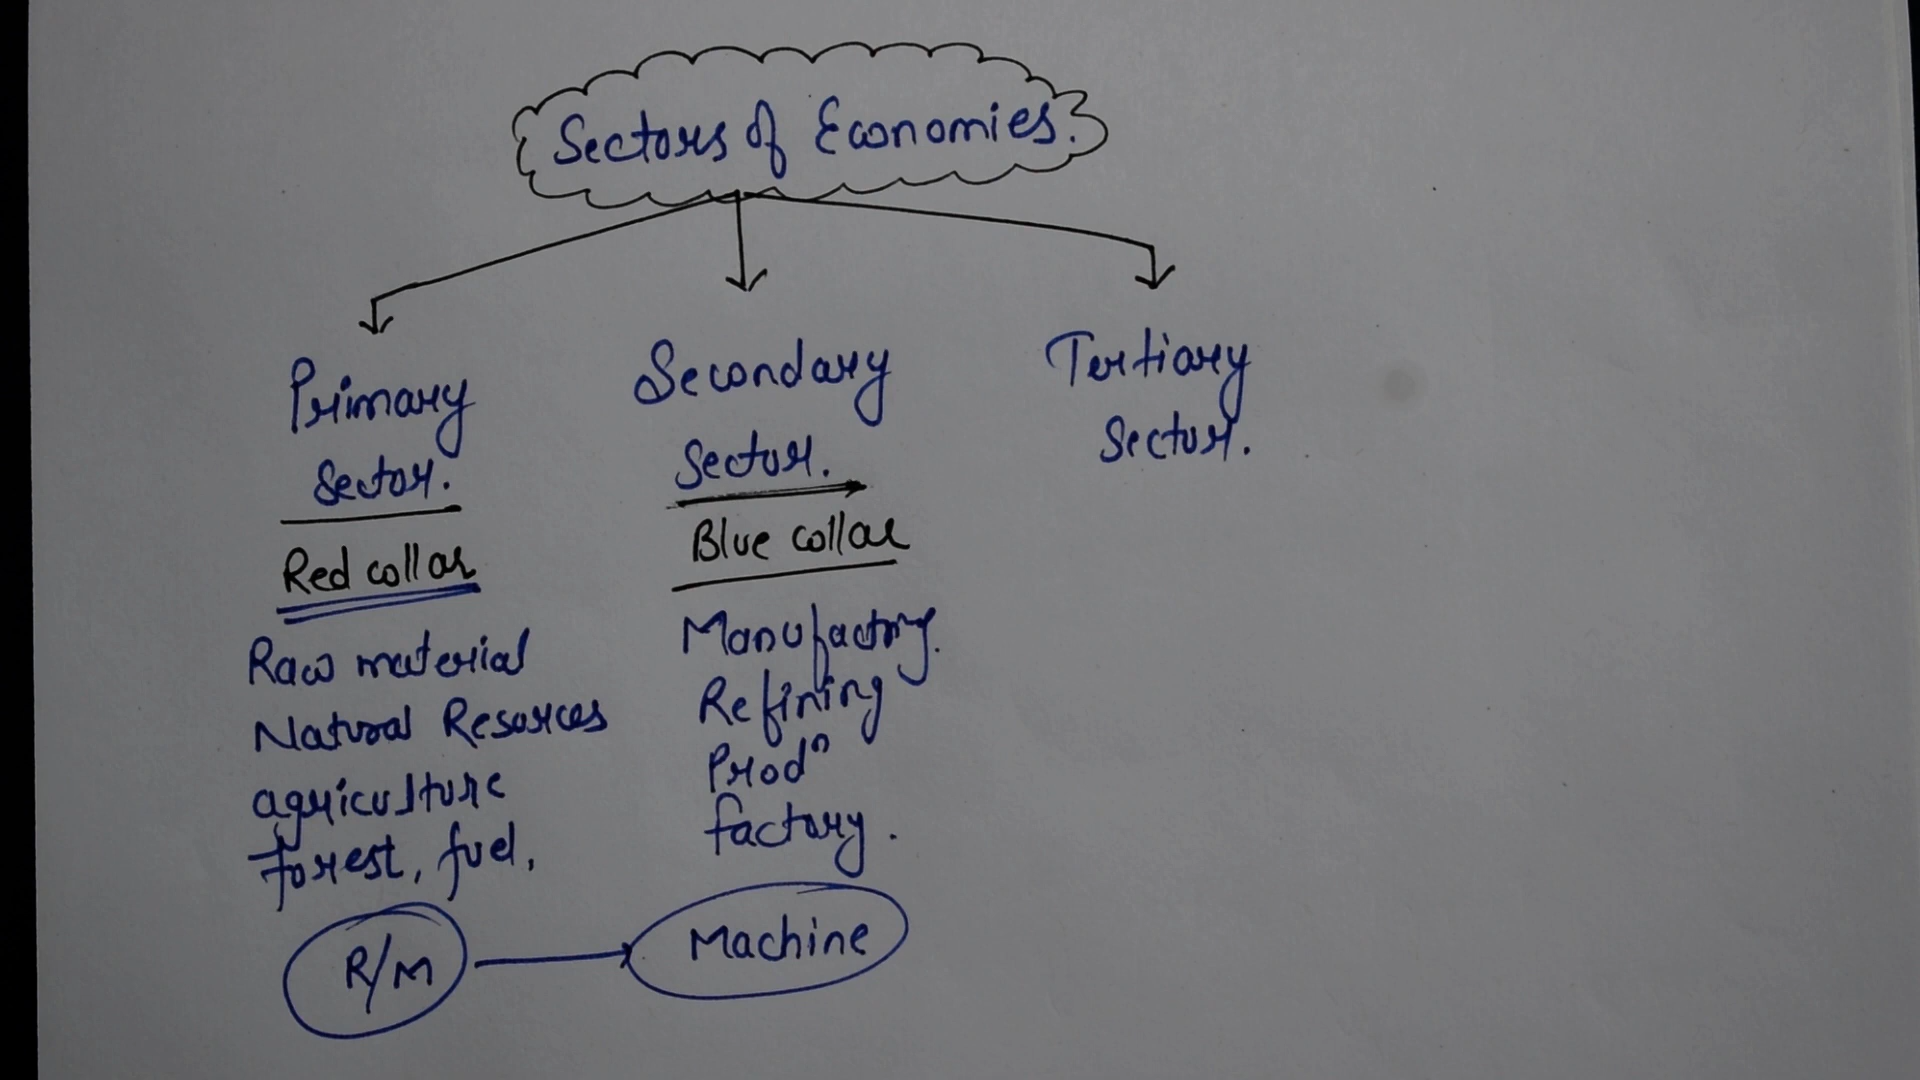 Sectors of Economies.
Primary
Sector.
Red collar
Raw material
Natural Resources
agriculture
forest, fuel,
R/M
Secondary
Sector.
Blue collar
Manufacturing.
Refining
Prodⁿ
factory.
Machine
Tertiary
Sector.